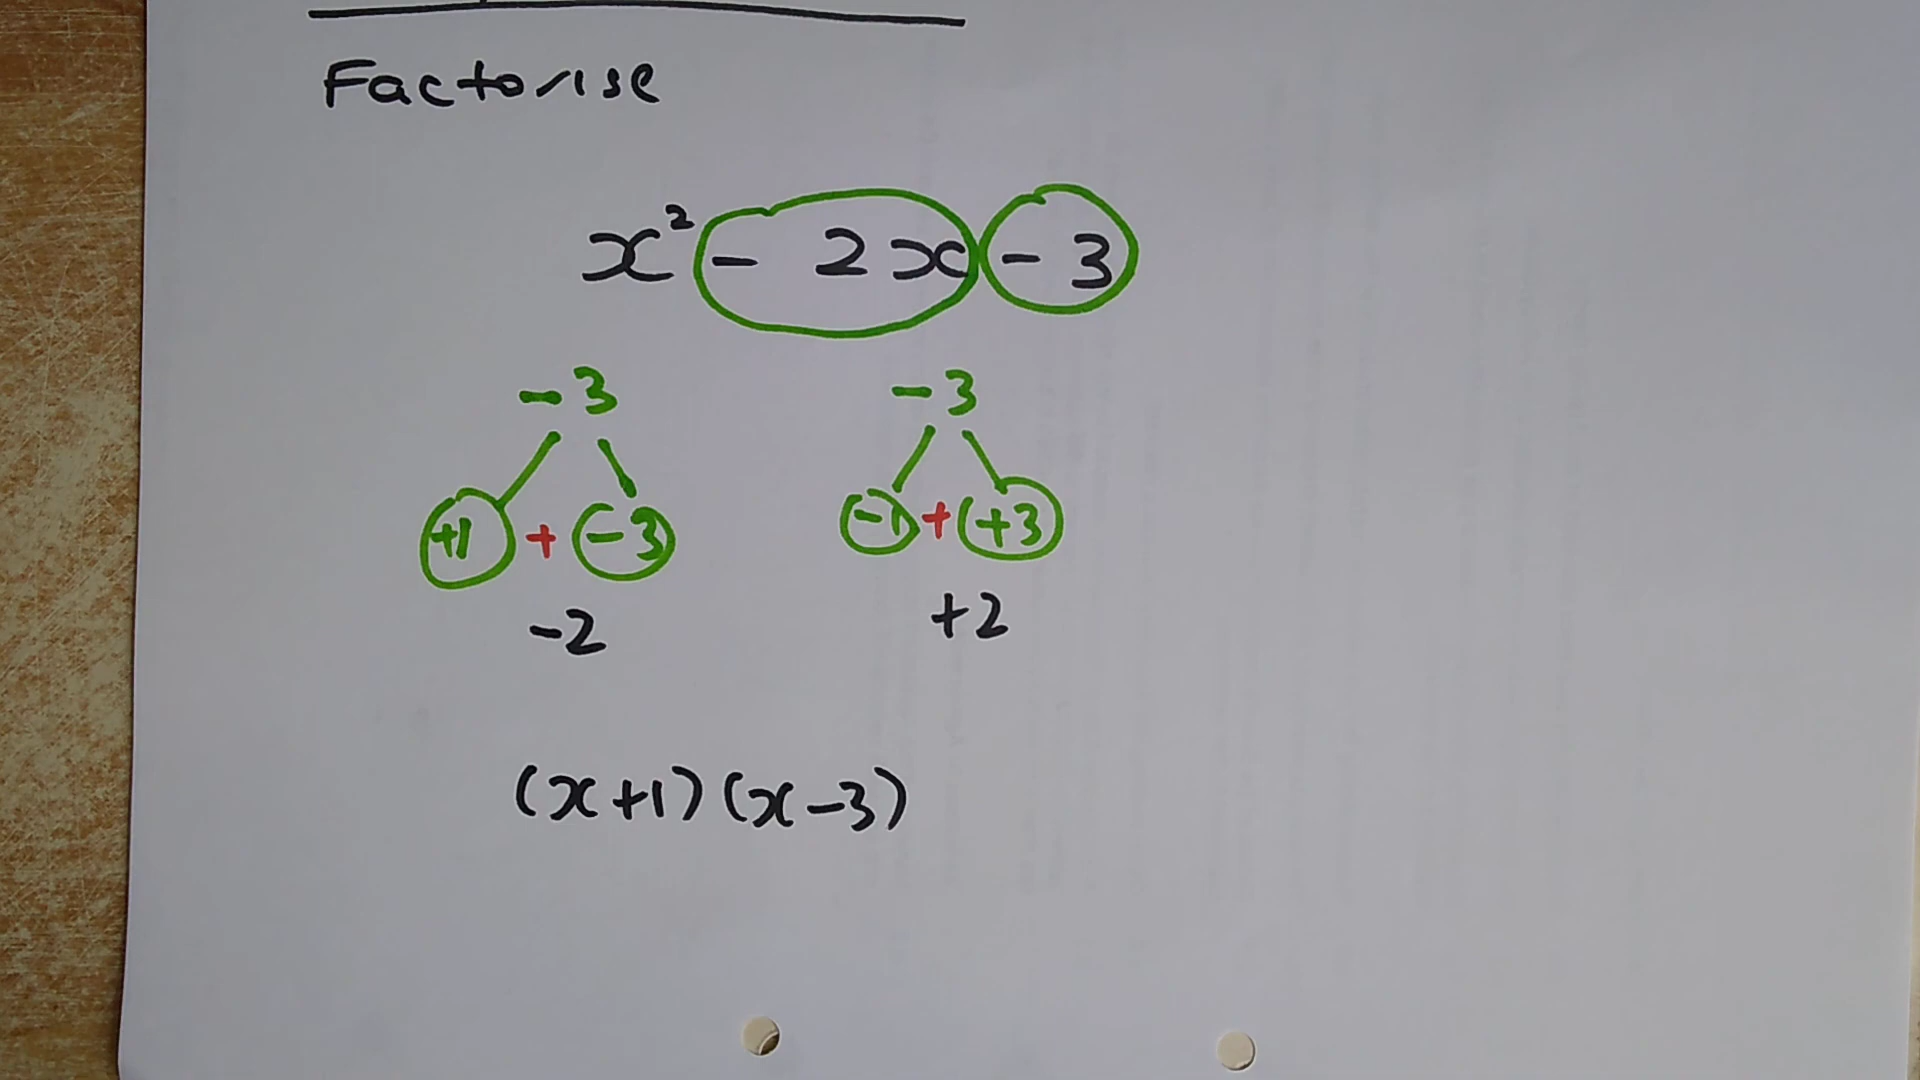 Factorise
x² - 2x - 3
-3 -3
+1 + -3 -1 + +3
-2 +2
(x+1)(x-3)